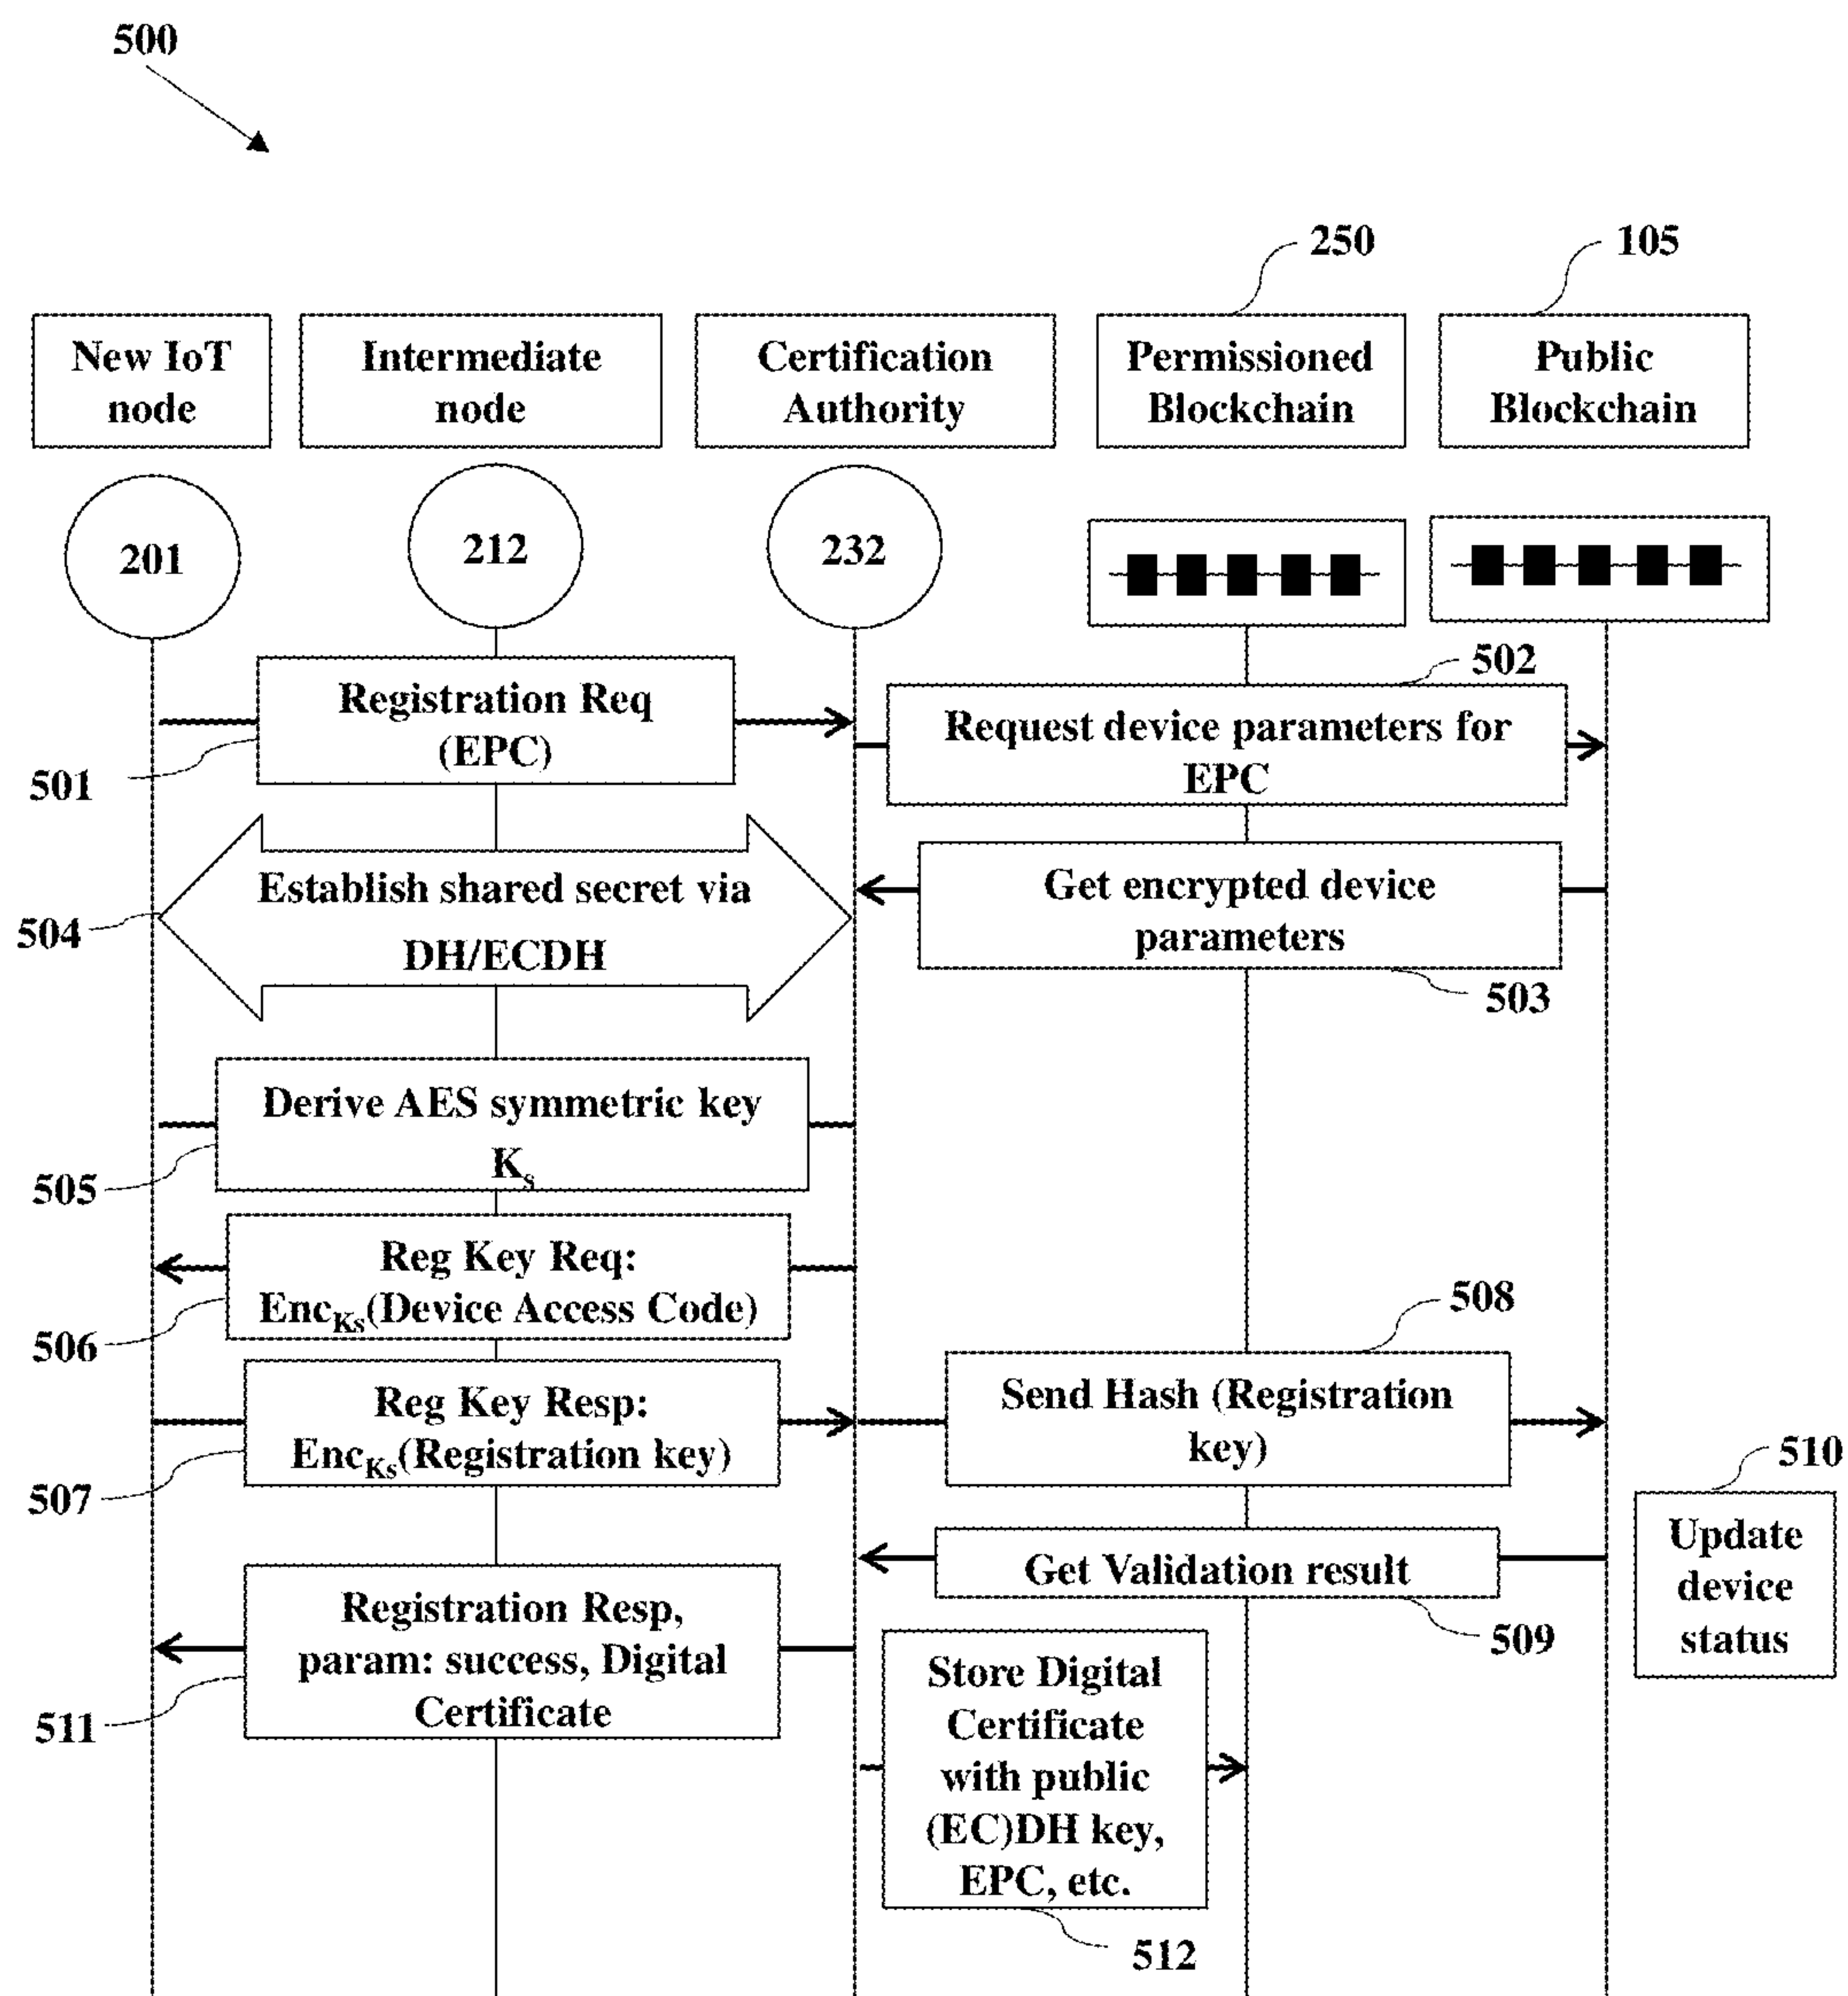 500
250
105
New IoT
node
Intermediate
node
Certification
Authority
Permissioned
Blockchain
Public
Blockchain
201
212
232
501
Registration Req
(EPC)
502
Request device parameters for
EPC
504
Establish shared secret via
DH/ECDH
Get encrypted device
parameters
503
505
Derive AES symmetric key
Ks
506
Reg Key Req:
EncKs(Device Access Code)
507
Reg Key Resp:
EncKs(Registration key)
508
Send Hash (Registration
key)
Get Validation result
509
510
Update
device
status
511
Registration Resp,
param: success, Digital
Certificate
Store Digital
Certificate
with public
(EC)DH key,
EPC, etc.
512